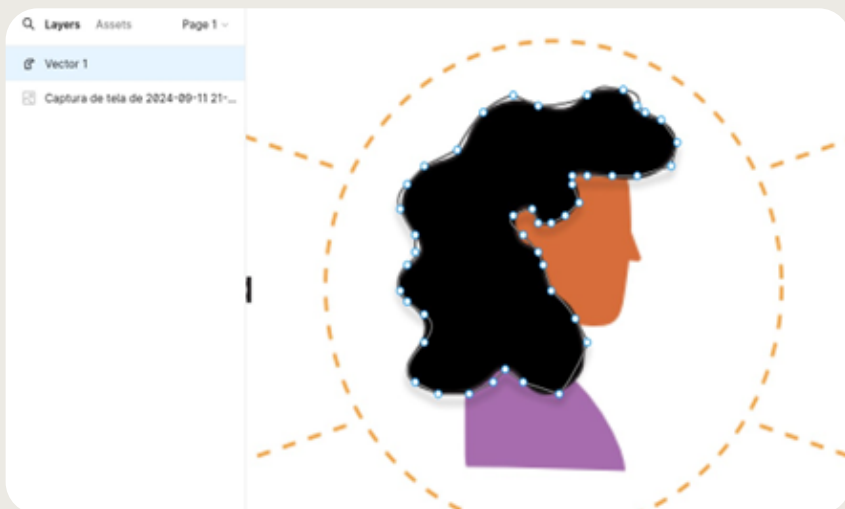 Layers Assets Page 1
Vector 1
Captura de tela de 2024-09-11 21-...